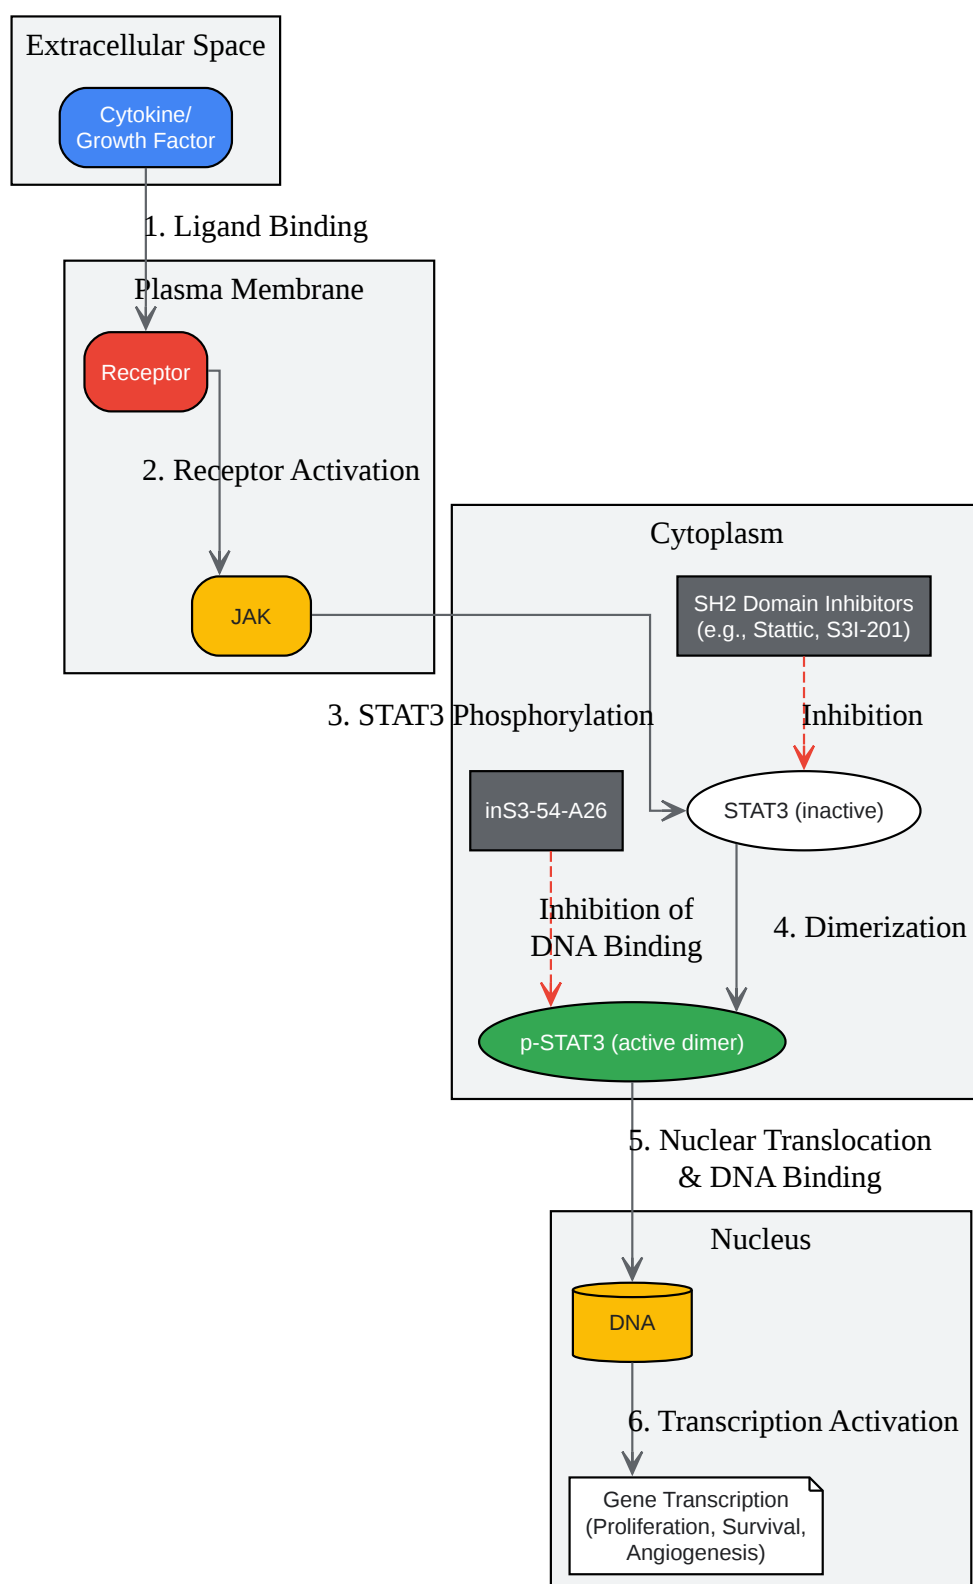 Extracellular Space
Cytokine/
Growth Factor
1. Ligand Binding
Plasma Membrane
Receptor
2. Receptor Activation
JAK
Cytoplasm
SH2 Domain Inhibitors
(e.g., Stattic, S3I-201)
3. STAT3 Phosphorylation
Inhibition
inS3-54-A26
STAT3 (inactive)
Inhibition of
DNA Binding
4. Dimerization
p-STAT3 (active dimer)
5. Nuclear Translocation
& DNA Binding
Nucleus
DNA
6. Transcription Activation
Gene Transcription
(Proliferation, Survival,
Angiogenesis)